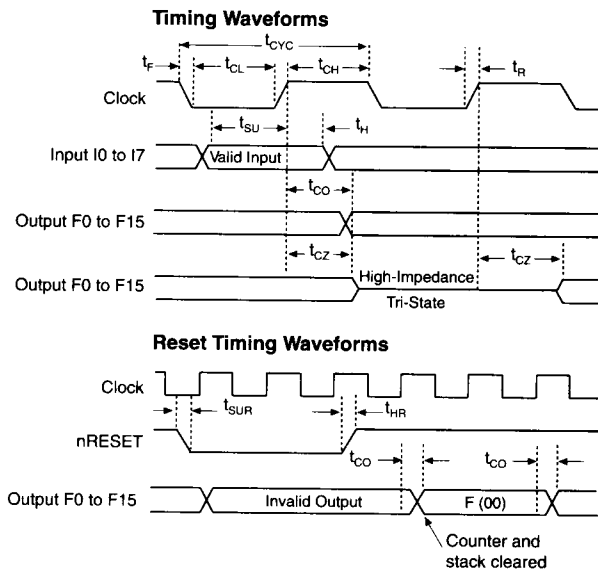 Timing Waveforms
tCYC
tF
tCL
tCH
tR
Clock
tSU
tH
Input I0 to I7
Valid Input
tCO
Output F0 to F15
tCZ
tCZ
High-Impedance
Output F0 to F15
Tri-State
Reset Timing Waveforms
Clock
tSUR
tHR
nRESET
tCO
tCO
Output F0 to F15
Invalid Output
F (00)
Counter and
stack cleared